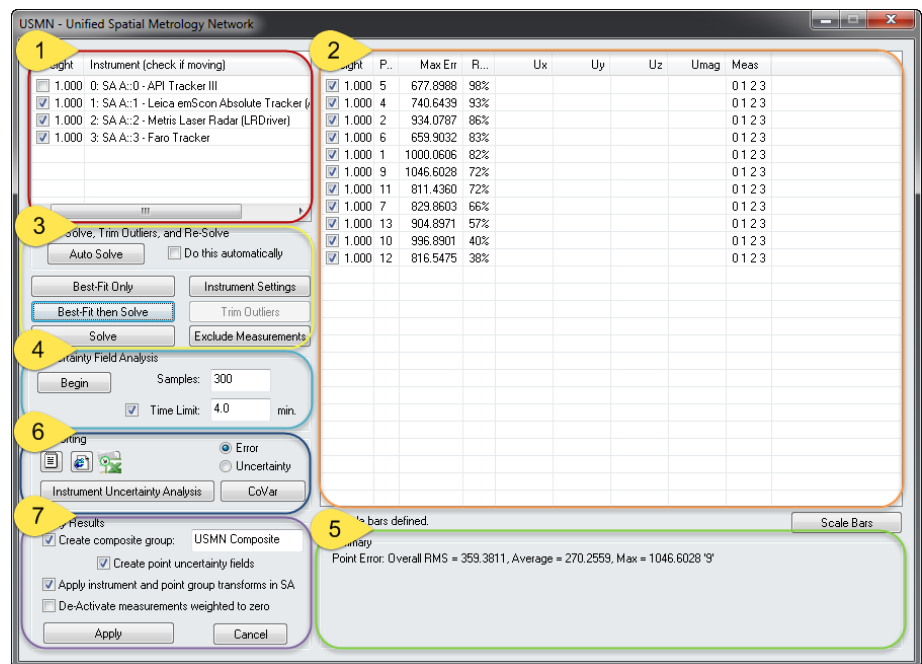 USMN - Unified Spatial Metrology Network
1
2
Instrument (check if moving)
1.000 0: SA A::0 - API Tracker III
1.000 1: SA A::1 - Leica emScon Absolute Tracker
1.000 2: SA A::2 - Metris Laser Radar (LRDriver)
1.000 3: SA A::3 - Faro Tracker
P.. Max Err R... Ux Uy Uz Umag Meas
1.000 5 677.8988 98% 0 1 2 3
1.000 4 740.6439 93% 0 1 2 3
1.000 2 934.0787 86% 0 1 2 3
1.000 6 659.9032 83% 0 1 2 3
1.000 1 1000.0606 82% 0 1 2 3
1.000 9 1046.6028 72% 0 1 2 3
1.000 11 811.4360 72% 0 1 2 3
1.000 7 829.8603 66% 0 1 2 3
1.000 13 904.8971 57% 0 1 2 3
1.000 10 996.8901 40% 0 1 2 3
1.000 12 816.5475 38% 0 1 2 3
3
Trim Outliers, and Re-Solve
Auto Solve Do this automatically
Best-Fit Only Instrument Settings
Best-Fit then Solve Trim Outliers
Solve Exclude Measurements
4
Field Analysis
Begin Samples: 300
Time Limit: 4.0 min.
6
Error
Uncertainty
Instrument Uncertainty Analysis CoVar
7
Results
Create composite group: USMN Composite
Create point uncertainty fields
Apply instrument and point group transforms in SA
De-Activate measurements weighted to zero
Apply Cancel
bars defined. Scale Bars
5
Point Error: Overall RMS = 359.3811, Average = 270.2559, Max = 1046.6028 '9'